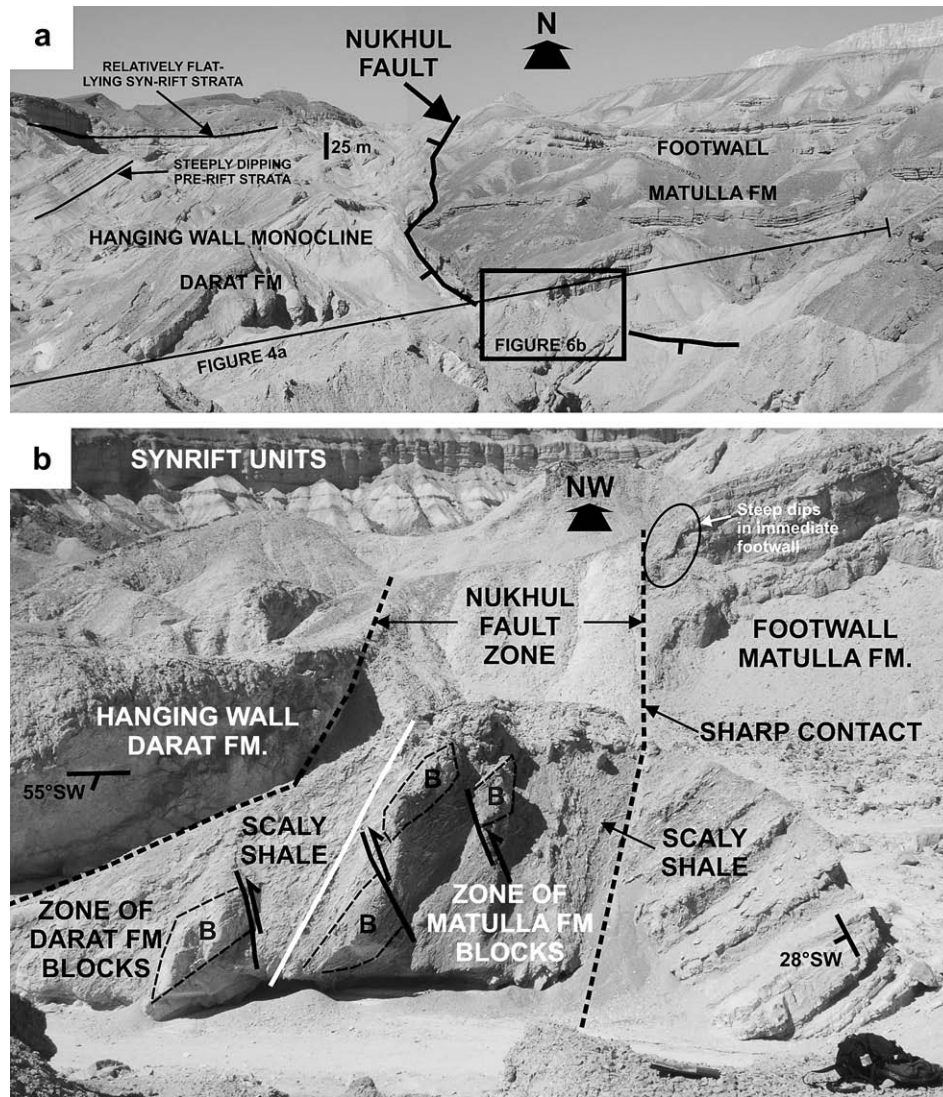 a
NUKHUL
FAULT
N
RELATIVELY FLAT-
LYING SYN-RIFT STRATA
25 m
STEEPLY DIPPING
PRE-RIFT STRATA
FOOTWALL
MATULLA FM
HANGING WALL MONOCLINE
DARAT FM
FIGURE 4a
FIGURE 6b
b
SYNRIFT UNITS
NW
Steep dips
in immediate
footwall
NUKHUL
FAULT
ZONE
FOOTWALL
MATULLA FM.
HANGING WALL
DARAT FM.
SHARP CONTACT
55°SW
B
B
SCALY
SHALE
SCALY
SHALE
ZONE OF
DARAT FM
BLOCKS
B
B
ZONE OF
MATULLA FM
BLOCKS
28°SW